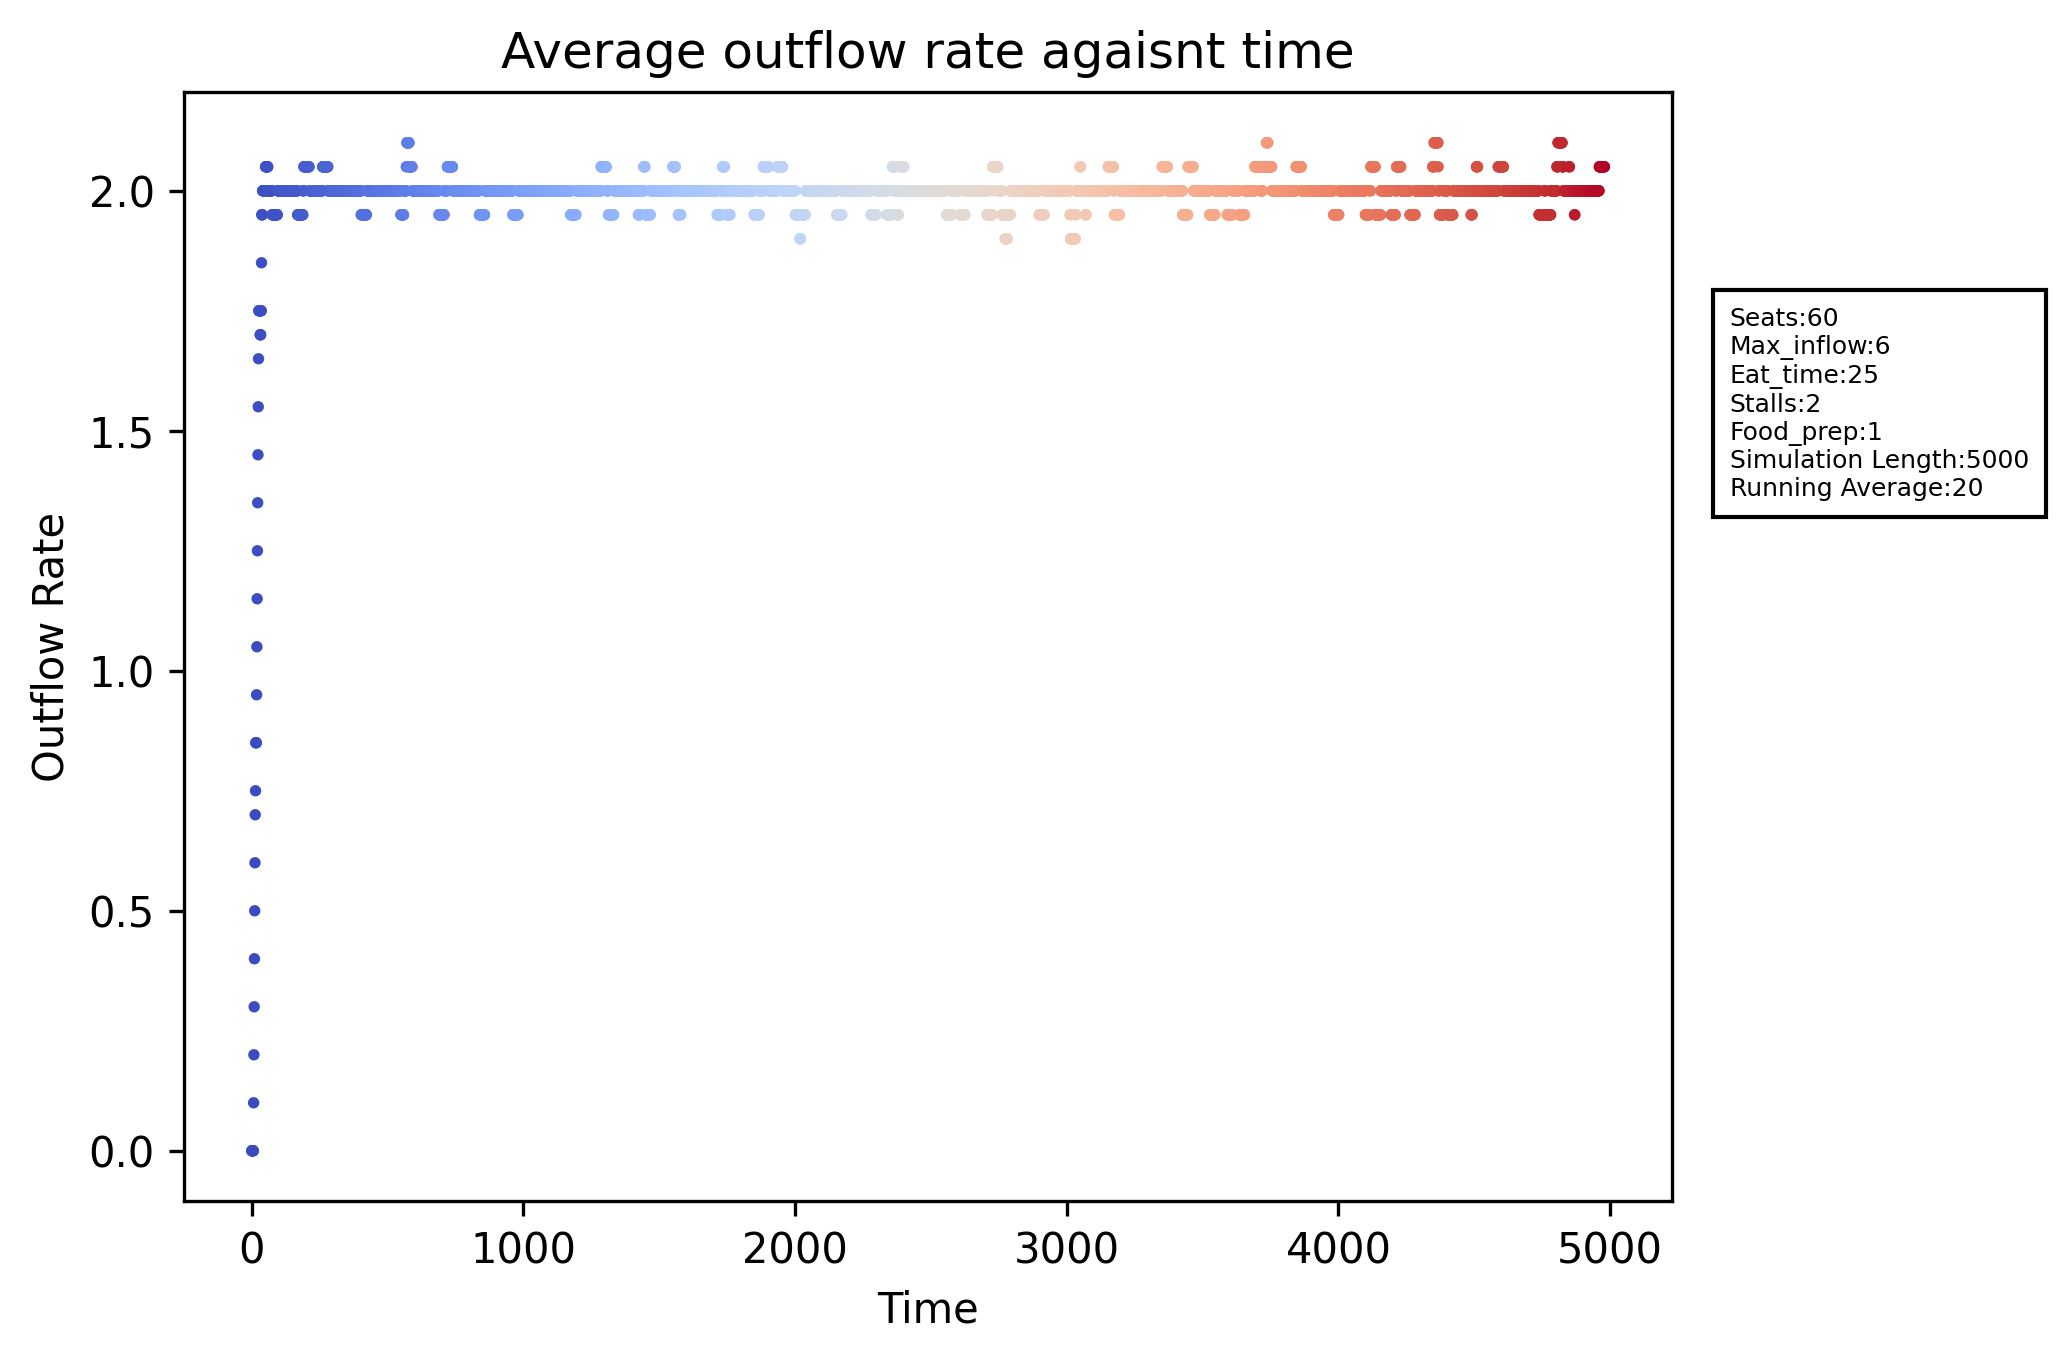 Average outflow rate agaisnt time
Outflow Rate
2.0
1.5
1.0
0.5
0.0
0 1000 2000 3000 4000 5000
Time
Seats:60
Max_inflow:6
Eat_time:25
Stalls:2
Food_prep:1
Simulation Length:5000
Running Average:20